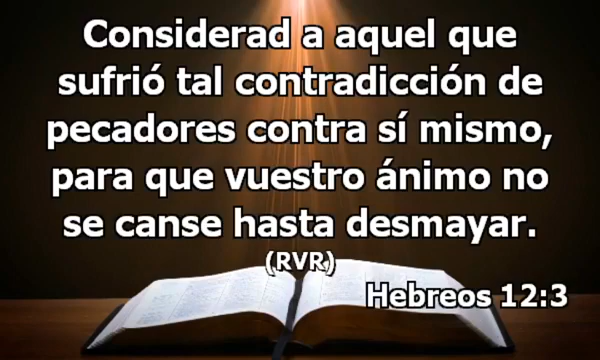 Considerad a aquel que
sufrió tal contradicción de
pecadores contra sí mismo,
para que vuestro ánimo no
se canse hasta desmayar.
(RVR)
Hebreos 12:3